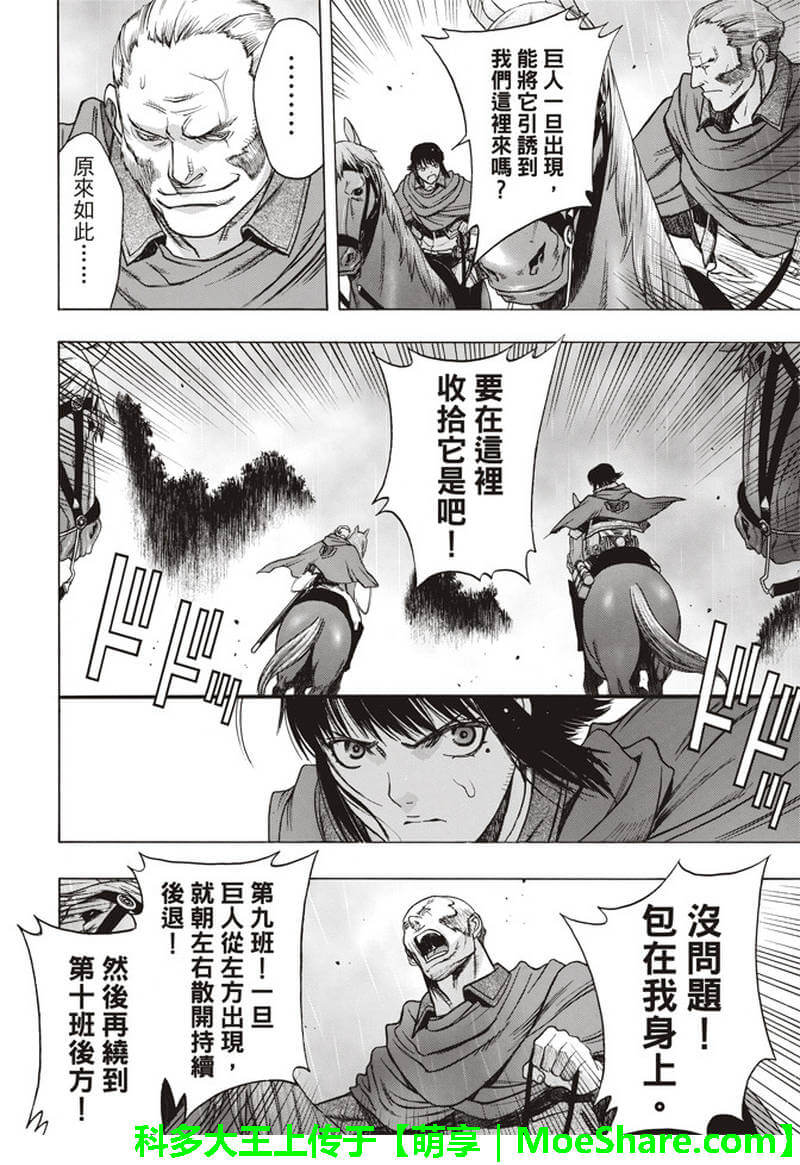 巨人一旦出現，
能將它引誘到
我們這裡來嗎？
………
原來如此……
要在這裡
收拾它是吧！
ドドド
ドドド
沒問題！
包在我身上。
第九班！一旦
巨人從左方出現，
就朝左右散開持續
後退！
然後再繞到
第十班後方！
科多大王上传于【萌享】MoeShare.com】